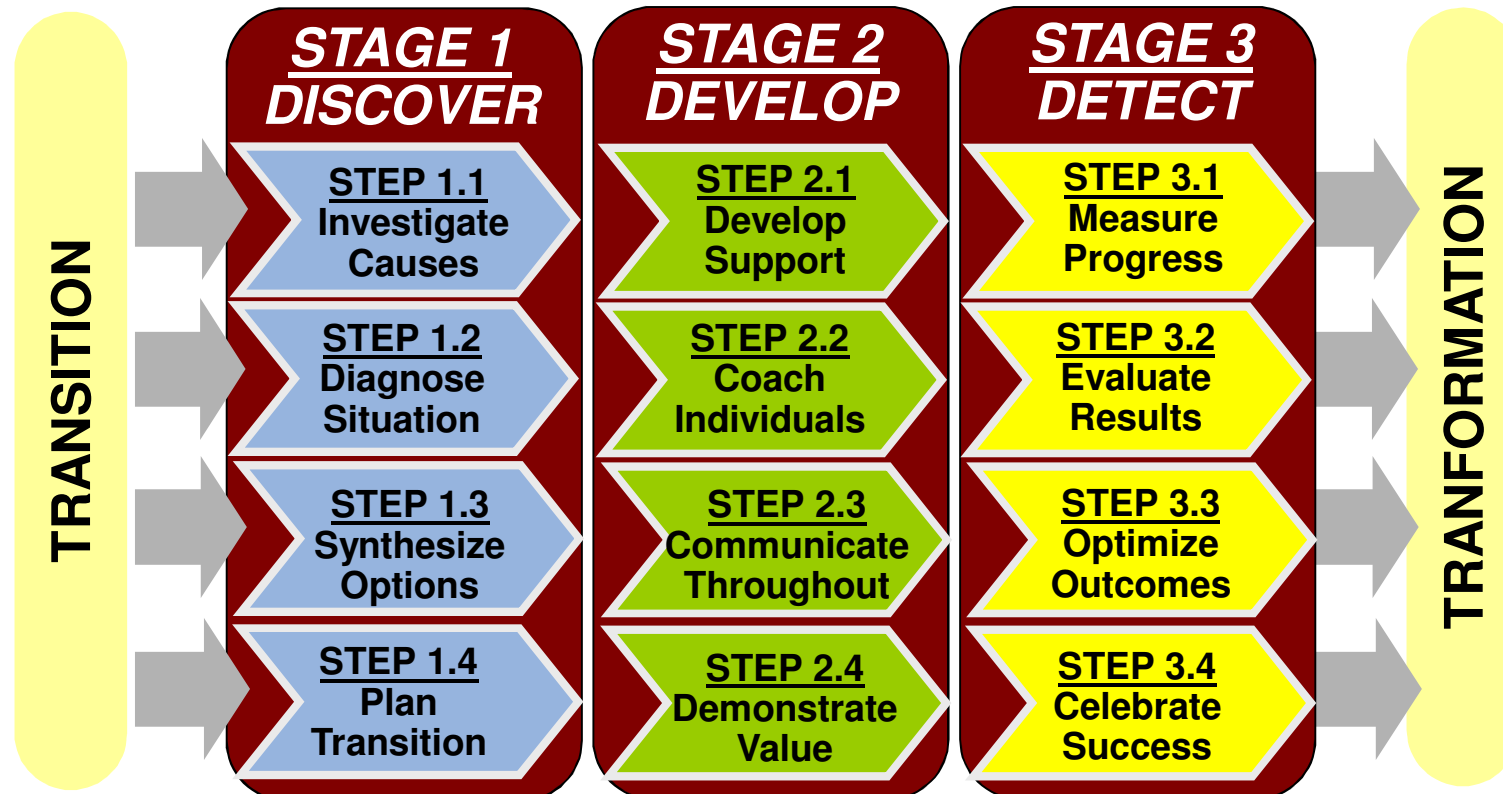 TRANSITION
STAGE 1
DISCOVER
STEP 1.1
Investigate
Causes
STEP 1.2
Diagnose
Situation
STEP 1.3
Synthesize
Options
STEP 1.4
Plan
Transition
STAGE 2
DEVELOP
STEP 2.1
Develop
Support
STEP 2.2
Coach
Individuals
STEP 2.3
Communicate
Throughout
STEP 2.4
Demonstrate
Value
STAGE 3
DETECT
STEP 3.1
Measure
Progress
STEP 3.2
Evaluate
Results
STEP 3.3
Optimize
Outcomes
STEP 3.4
Celebrate
Success
TRANFORMATION